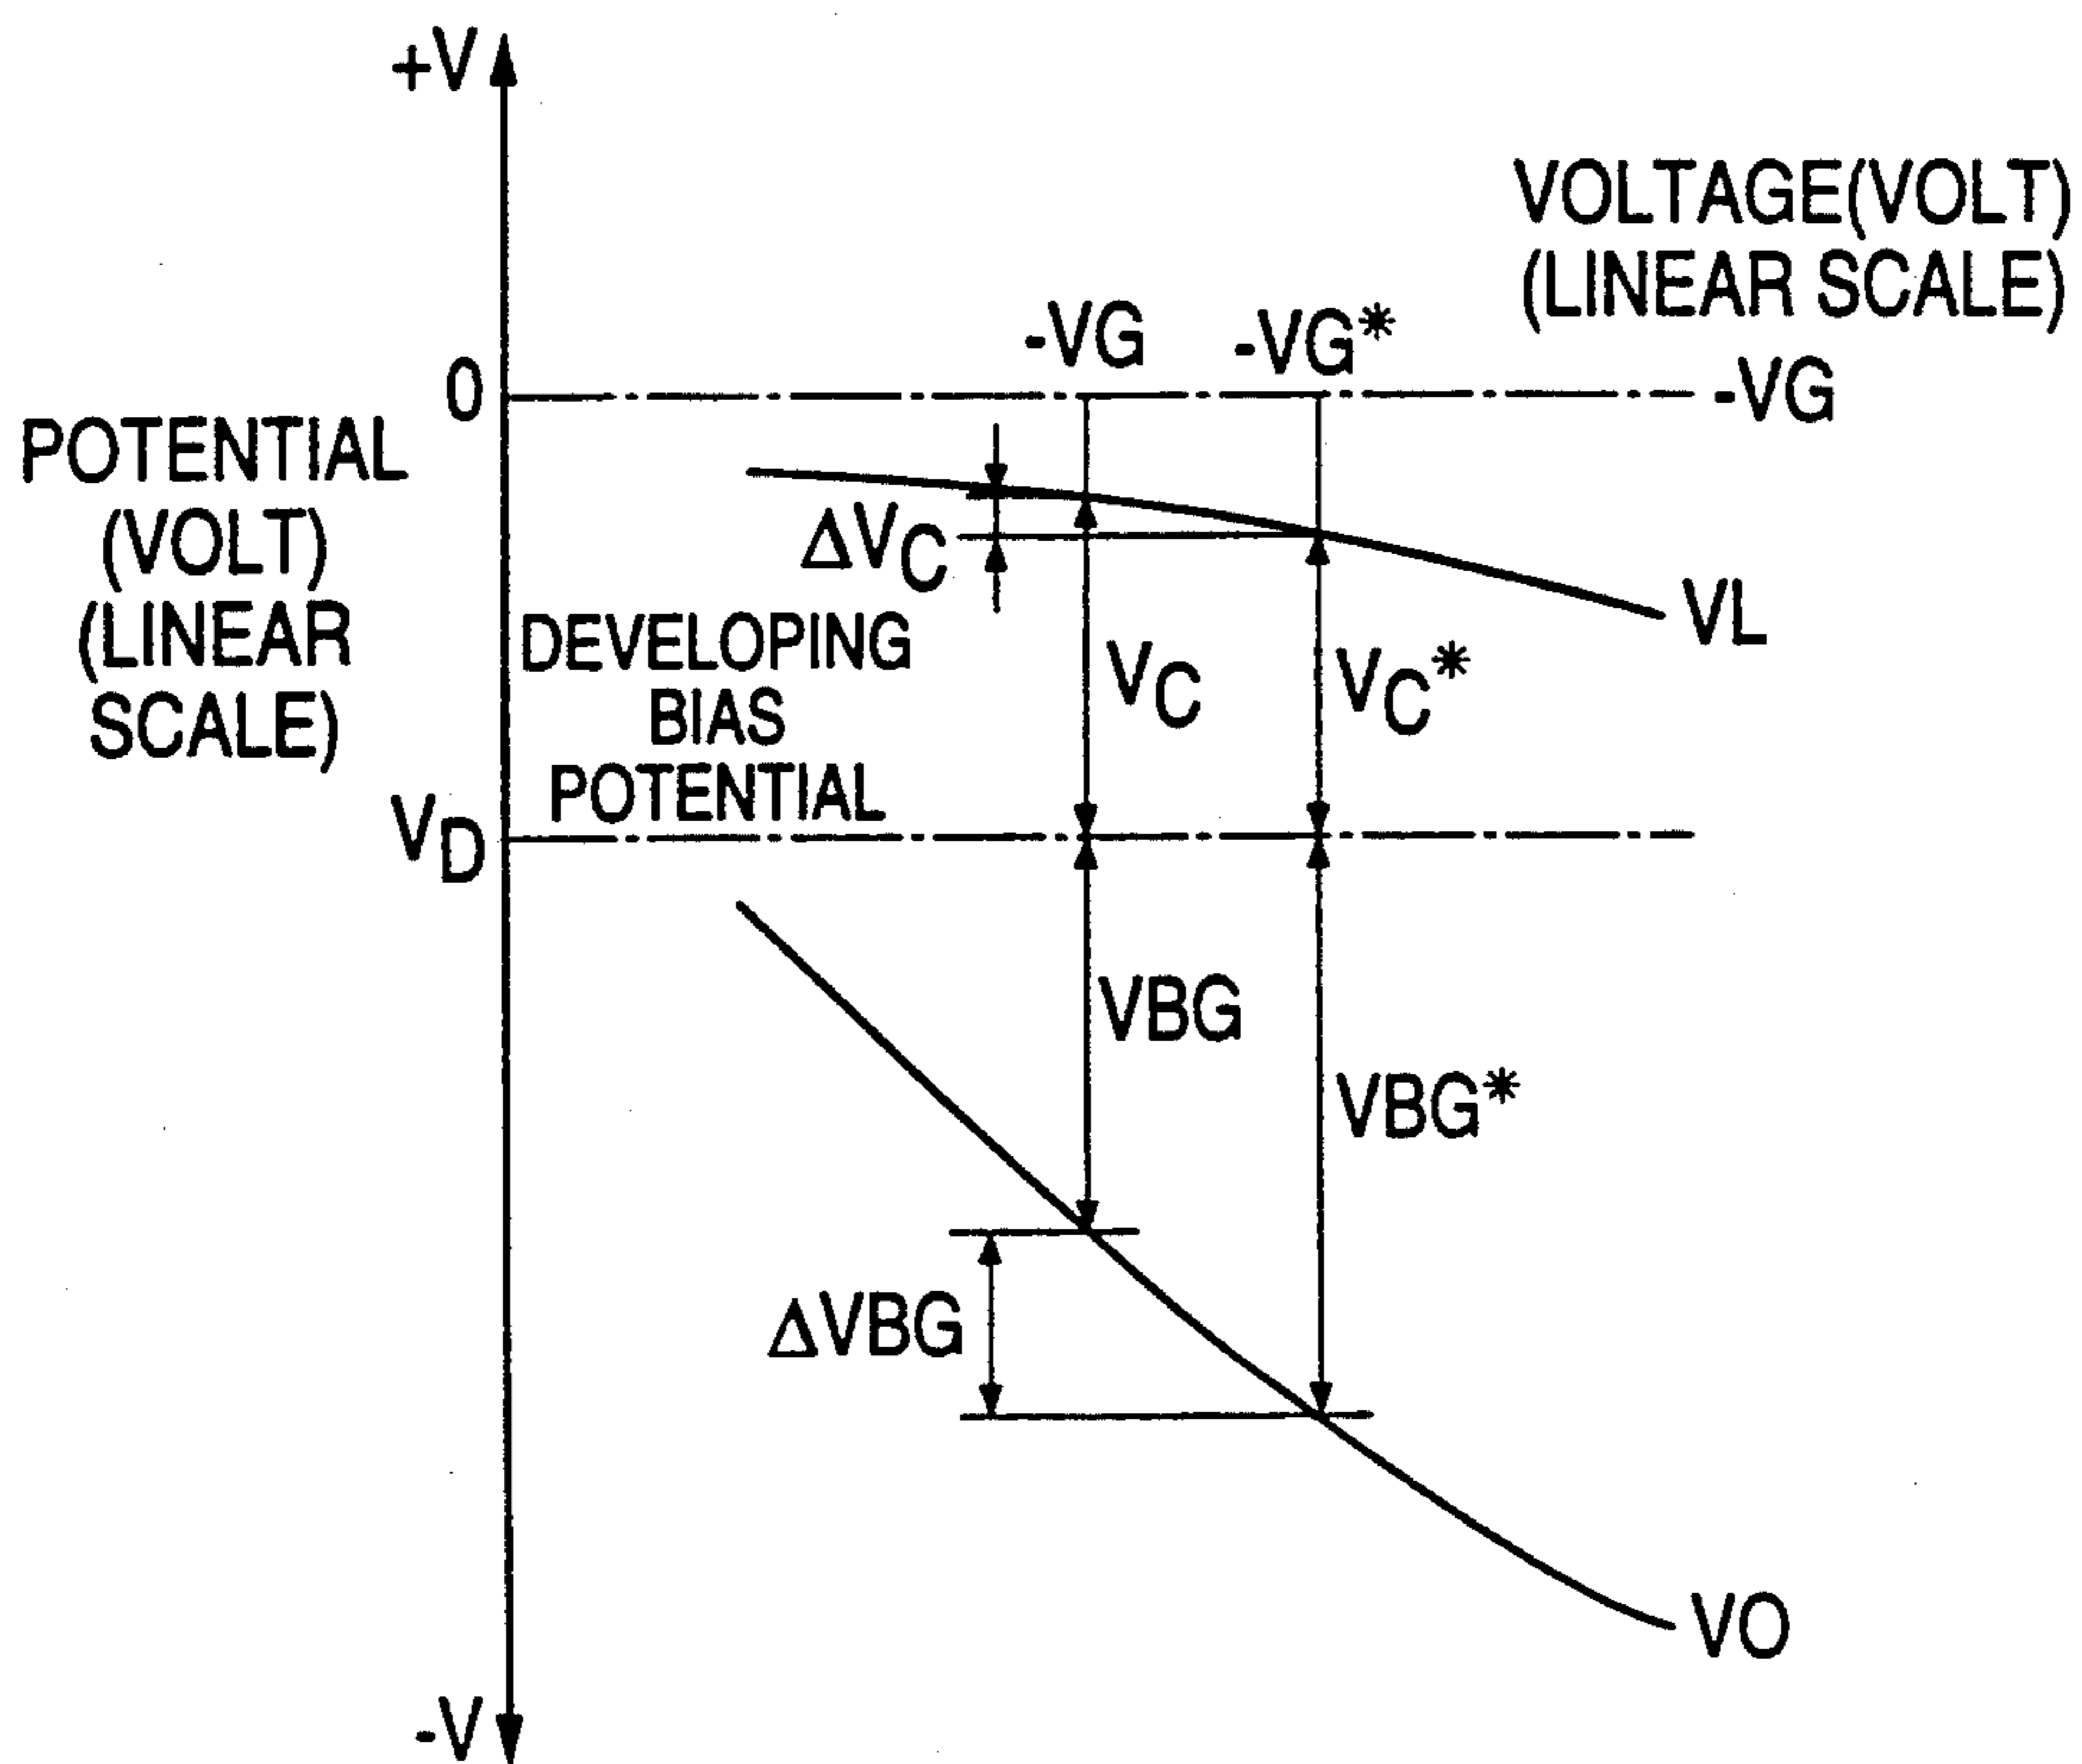 +V
VOLTAGE(VOLT)
(LINEAR SCALE)
-VG
-VG*
0
-VG
POTENTIAL
(VOLT)
(LINEAR
SCALE)
ΔVC
VL
DEVELOPING
BIAS
POTENTIAL
VC
VC*
VD
VBG
VBG*
ΔVBG
VO
-V